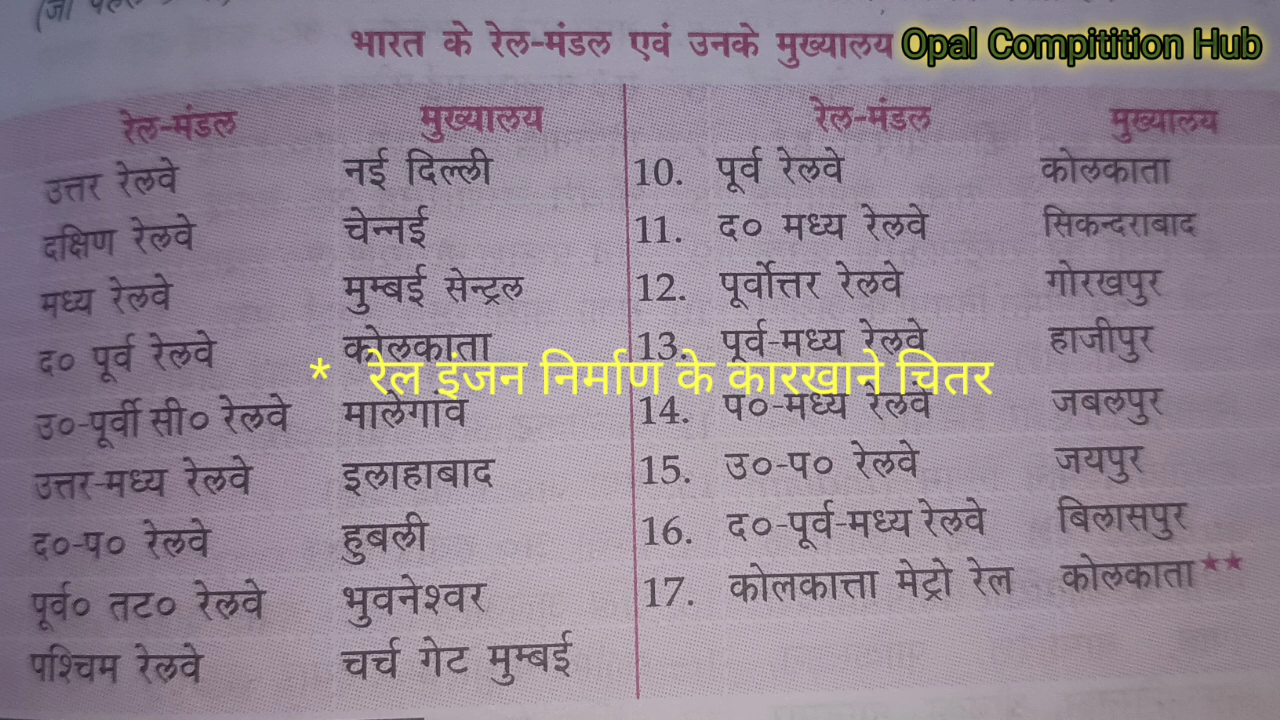 भारत के रेल-मंडल एवं उनके मुख्यालय
Opal Compitition Hub
रेल-मंडल मुख्यालय
उत्तर रेलवे नई दिल्ली
दक्षिण रेलवे चेन्नई
मध्य रेलवे मुम्बई सेन्ट्रल
द० पूर्व रेलवे कोलकाता
उ०-पूर्वी सी० रेलवे मालेगांव
उत्तर-मध्य रेलवे इलाहाबाद
द०-प० रेलवे हुबली
पूर्व० तट० रेलवे भुवनेश्वर
पश्चिम रेलवे चर्च गेट मुम्बई
रेल-मंडल मुख्यालय
10. पूर्व रेलवे कोलकाता
11. द० मध्य रेलवे सिकन्दराबाद
12. पूर्वोत्तर रेलवे गोरखपुर
13. पूर्व-मध्य रेलवे हाजीपुर
14. प०-मध्य रेलवे जबलपुर
15. उ०-प० रेलवे जयपुर
16. द०-पूर्व-मध्य रेलवे बिलासपुर
17. कोलकात्ता मेट्रो रेल कोलकाता★★
* रेल इंजन निर्माण के कारखाने चितर